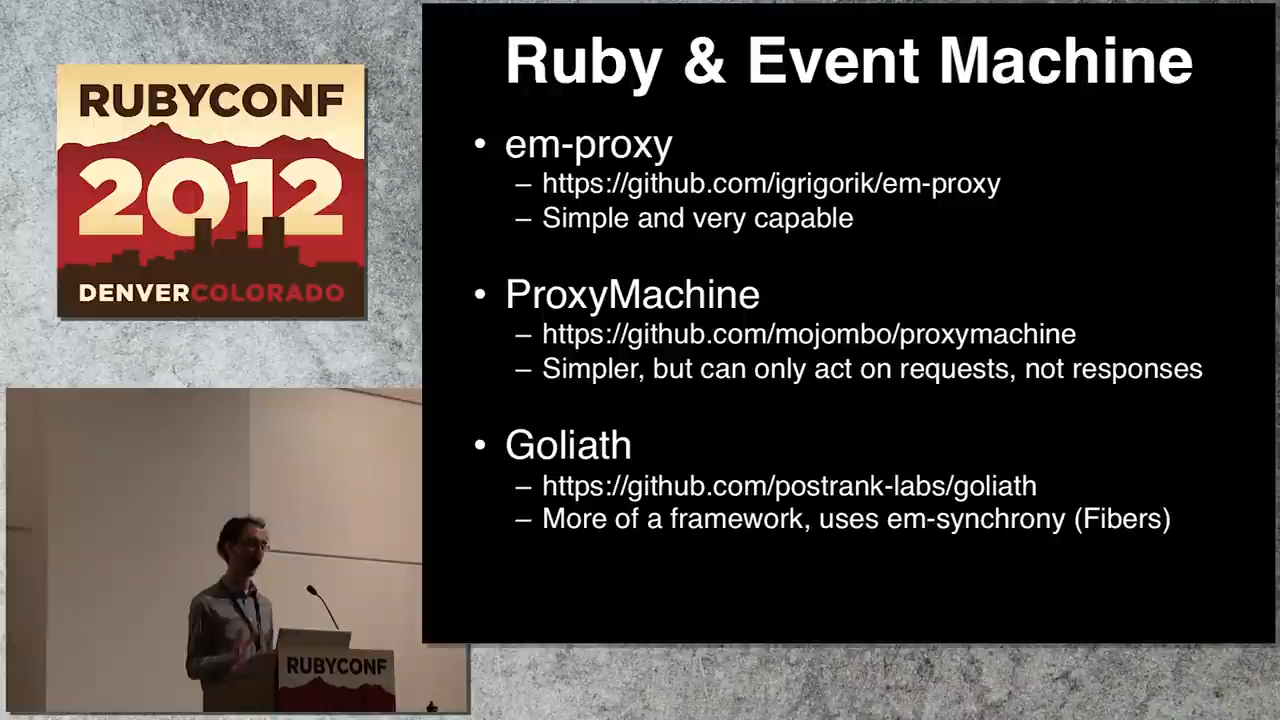 RUBYCONF
2012
DENVERCOLORADO
Ruby & Event Machine
• em-proxy
– https://github.com/igrigorik/em-proxy
– Simple and very capable
• ProxyMachine
– https://github.com/mojombo/proxymachine
– Simpler, but can only act on requests, not responses
• Goliath
– https://github.com/postrank-labs/goliath
– More of a framework, uses em-synchrony (Fibers)
RUBYCONF